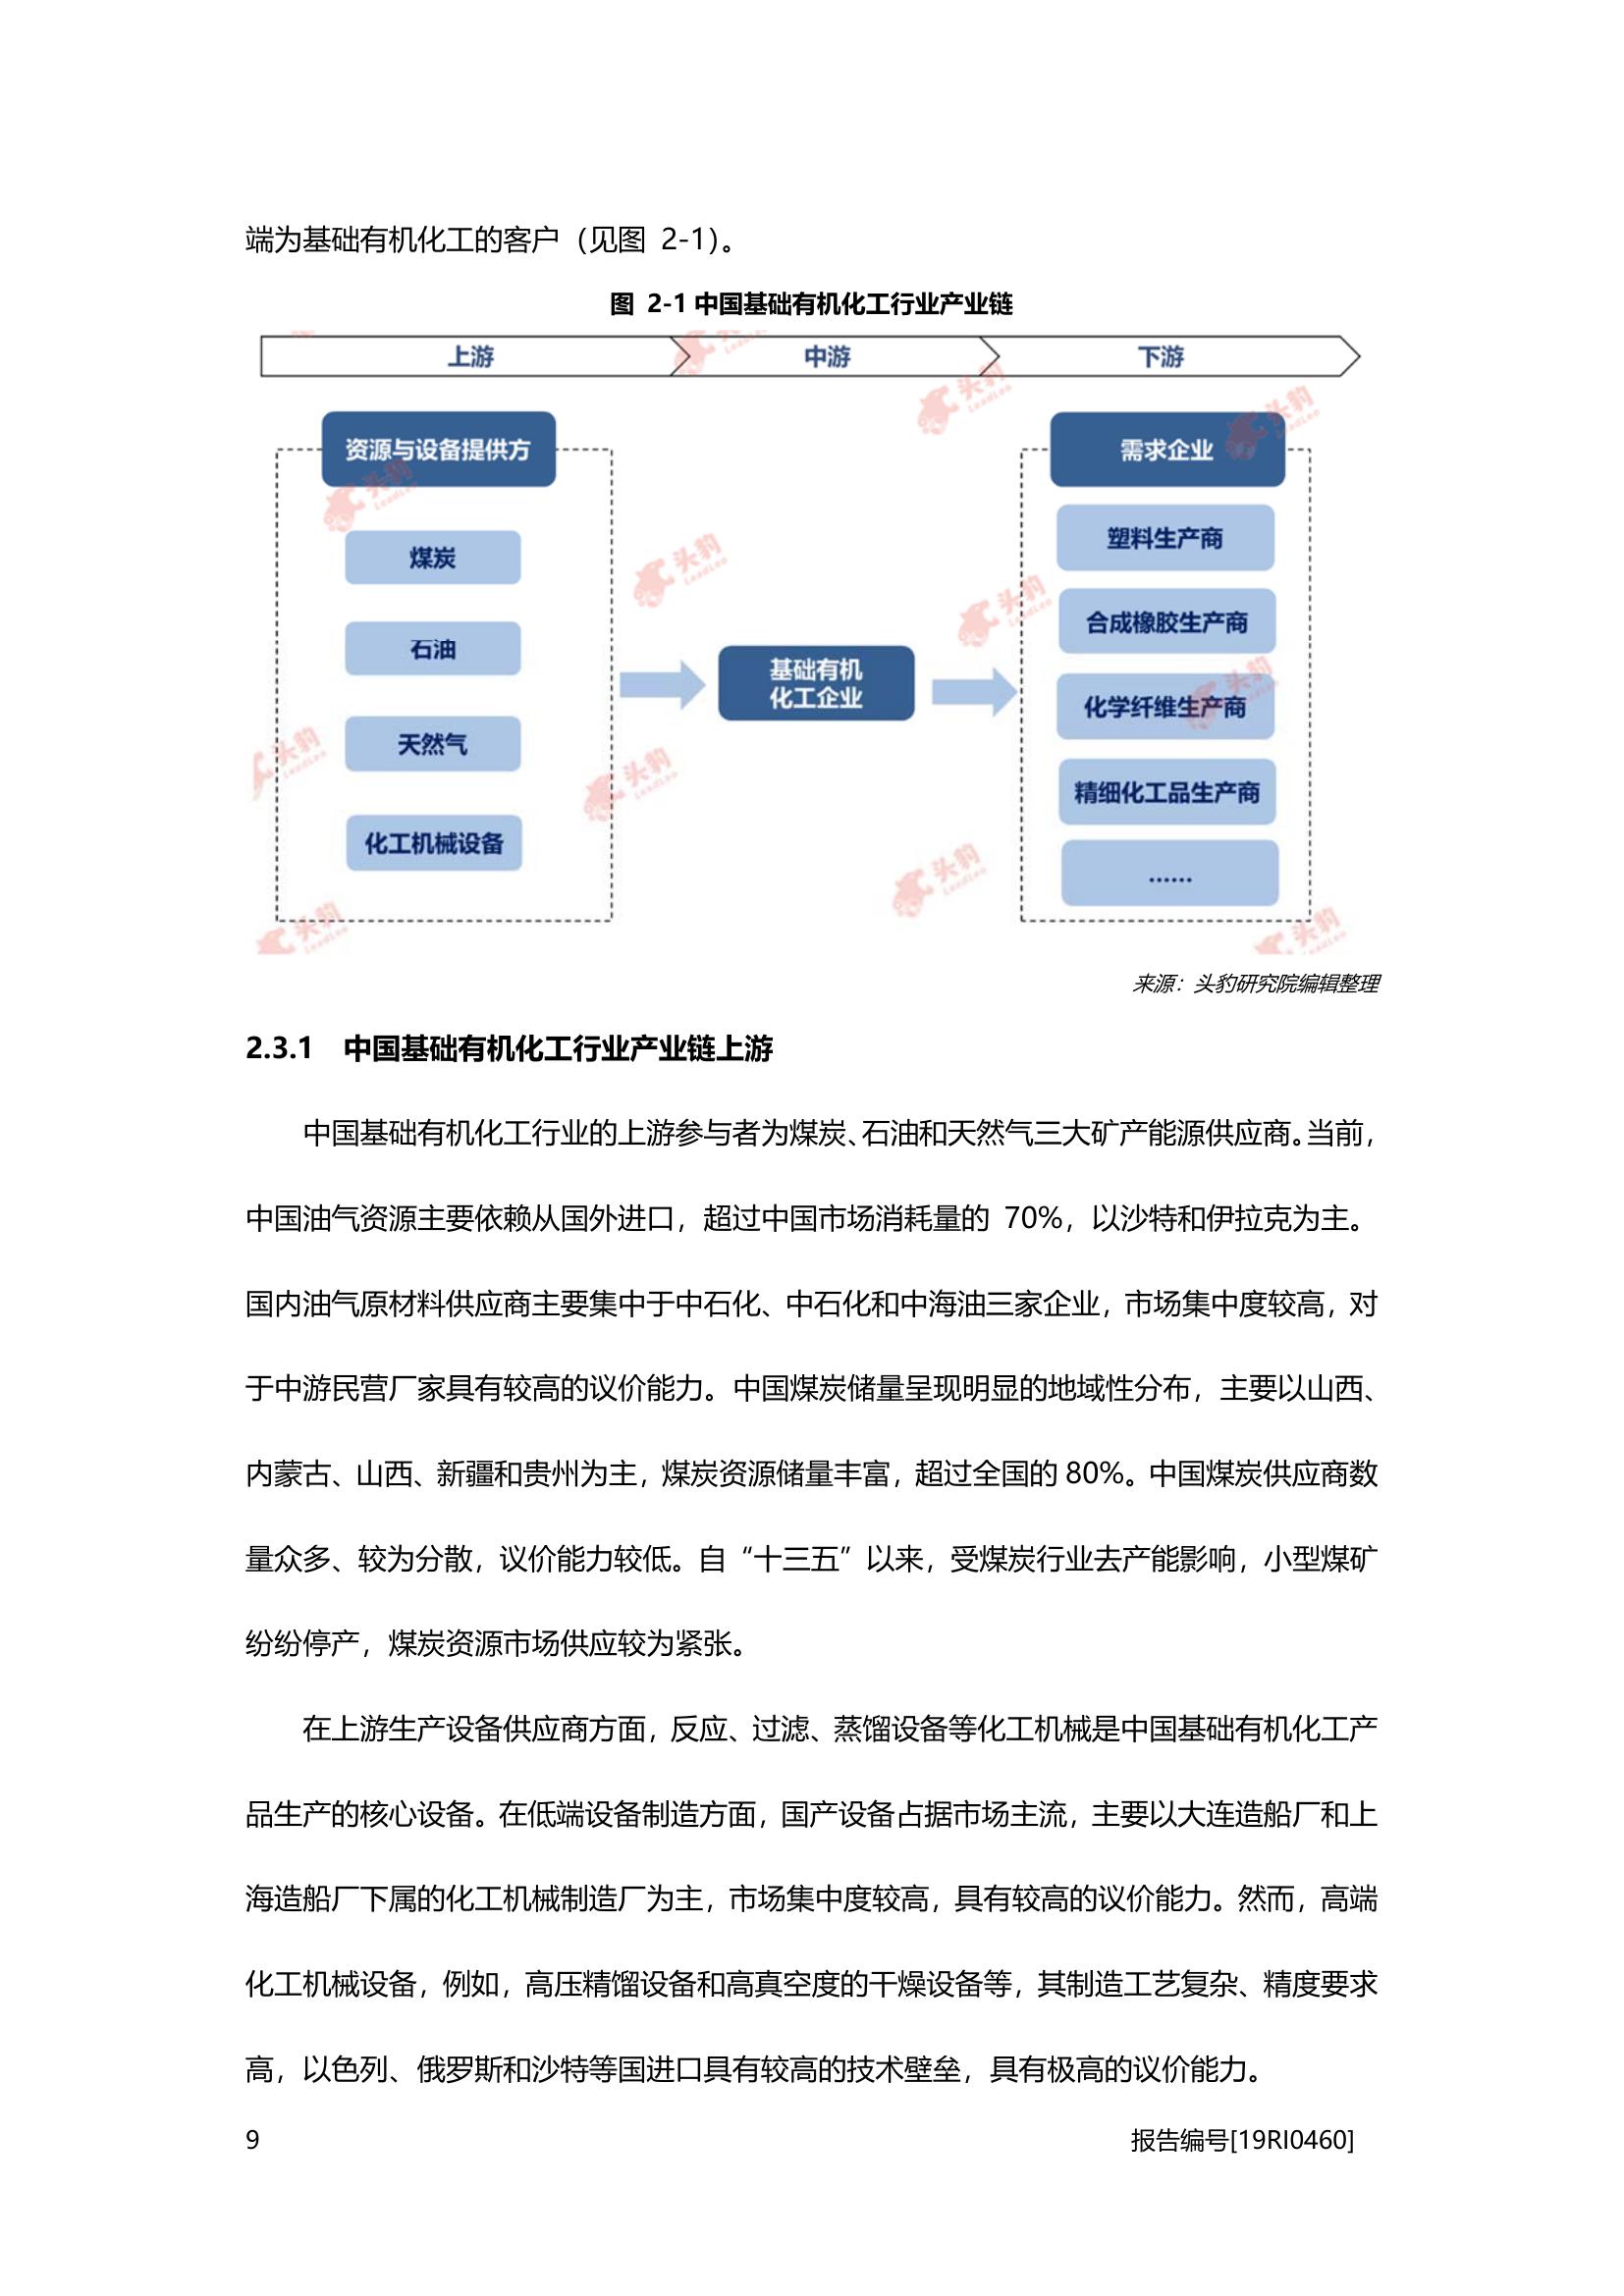 端为基础有机化工的客户（见图 2-1）。
图 2-1 中国基础有机化工行业产业链
上游
中游
下游
资源与设备提供方
煤炭
石油
天然气
化工机械设备
基础有机
化工企业
需求企业
塑料生产商
合成橡胶生产商
化学纤维生产商
精细化工品生产商
......
头豹
LeadLeo
来源：头豹研究院编辑整理
2.3.1 中国基础有机化工行业产业链上游
中国基础有机化工行业的上游参与者为煤炭、石油和天然气三大矿产能源供应商。当前，
中国油气资源主要依赖从国外进口，超过中国市场消耗量的 70%，以沙特和伊拉克为主。
国内油气原材料供应商主要集中于中石化、中石化和中海油三家企业，市场集中度较高，对
于中游民营厂家具有较高的议价能力。中国煤炭储量呈现明显的地域性分布，主要以山西、
内蒙古、山西、新疆和贵州为主，煤炭资源储量丰富，超过全国的 80%。中国煤炭供应商数
量众多、较为分散，议价能力较低。自“十三五”以来，受煤炭行业去产能影响，小型煤矿
纷纷停产，煤炭资源市场供应较为紧张。
在上游生产设备供应商方面，反应、过滤、蒸馏设备等化工机械是中国基础有机化工产
品生产的核心设备。在低端设备制造方面，国产设备占据市场主流，主要以大连造船厂和上
海造船厂下属的化工机械制造厂为主，市场集中度较高，具有较高的议价能力。然而，高端
化工机械设备，例如，高压精馏设备和高真空度的干燥设备等，其制造工艺复杂、精度要求
高，以色列、俄罗斯和沙特等国进口具有较高的技术壁垒，具有极高的议价能力。
9
报告编号[19RI0460]